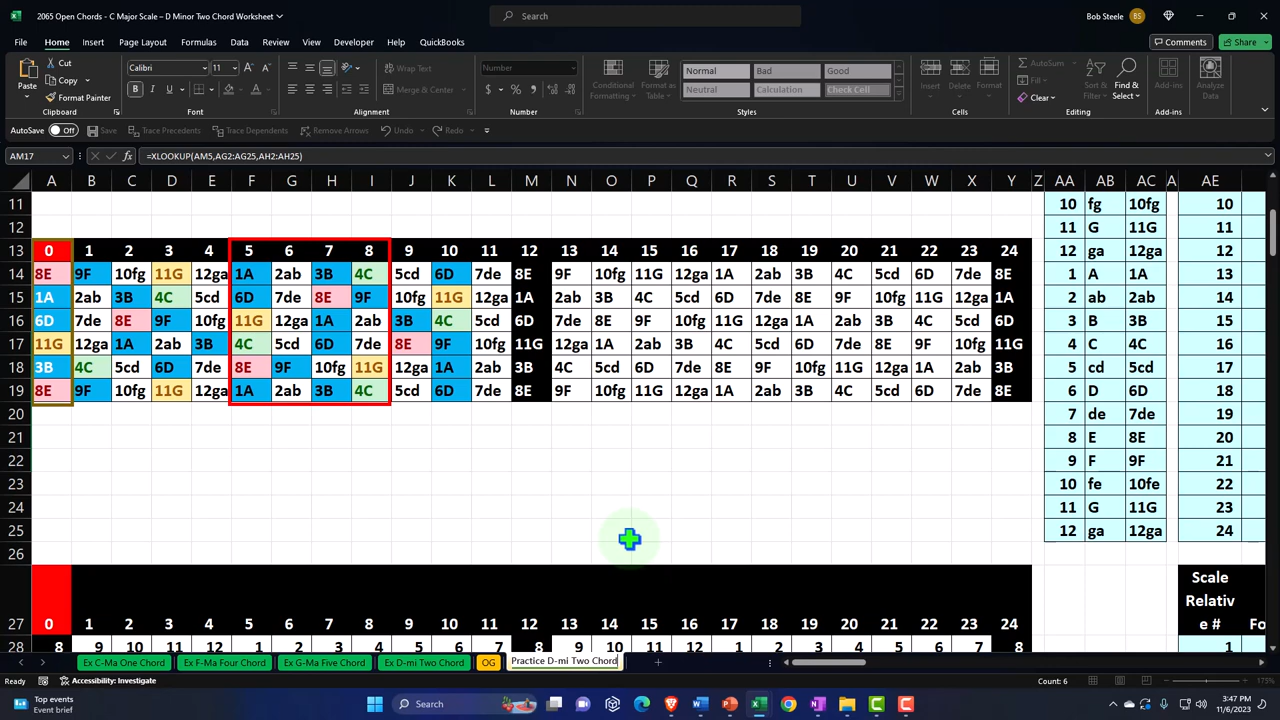 2065 Open Chords - C Major Scale – D Minor Two Chord Worksheet
Search
Bob Steele
BS
File Home Insert Page Layout Formulas Data Review View Developer Help QuickBooks
Comments Share
Cut
Copy
Format Painter
Paste
Calibri 11
Wrap Text
Merge & Center
Number
Conditional Formatting
Format as Table
Normal Bad Good
Neutral Calculation Check Cell
Insert Delete Format
AutoSum
Fill
Clear
Sort & Filter
Find & Select
Add-ins
Analyze Data
Clipboard Font Alignment Number Styles Cells Editing Add-ins
AutoSave Off Save Trace Precedents Trace Dependents Remove Arrows Undo Redo
AM17 =XLOOKUP(AM5,AG2:AG25,AH2:AH25)
A B C D E F G H I J K L M N O P Q R S T U V W X Y Z AA AB AC A AE
11 10 fg 10fg 10
12 11 G 11G 11
12 ga 12ga 12
13 0 1 2 3 4 5 6 7 8 9 10 11 12 13 14 15 16 17 18 19 20 21 22 23 24
14 8E 9F 10fg 11G 12ga 1A 2ab 3B 4C 5cd 6D 7de 8E 9F 10fg 11G 12ga 1A 2ab 3B 4C 5cd 6D 7de 8E 1 A 1A 13
15 1A 2ab 3B 4C 5cd 6D 7de 8E 9F 10fg 11G 12ga 1A 2ab 3B 4C 5cd 6D 7de 8E 9F 10fg 11G 12ga 1A 2 ab 2ab 14
16 6D 7de 8E 9F 10fg 11G 12ga 1A 2ab 3B 4C 5cd 6D 7de 8E 9F 10fg 11G 12ga 1A 2ab 3B 4C 5cd 6D 3 B 3B 15
17 11G 12ga 1A 2ab 3B 4C 5cd 6D 7de 8E 9F 10fg 11G 12ga 1A 2ab 3B 4C 5cd 6D 7de 8E 9F 10fg 11G 4 C 4C 16
18 3B 4C 5cd 6D 7de 8E 9F 10fg 11G 12ga 1A 2ab 3B 4C 5cd 6D 7de 8E 9F 10fg 11G 12ga 1A 2ab 3B 5 cd 5cd 17
19 8E 9F 10fg 11G 12ga 1A 2ab 3B 4C 5cd 6D 7de 8E 9F 10fg 11G 12ga 1A 2ab 3B 4C 5cd 6D 7de 8E 6 D 6D 18
20 7 de 7de 19
21 8 E 8E 20
22 9 F 9F 21
23 10 fe 10fe 22
24 11 G 11G 23
25 12 ga 12ga 24
26
27 0 1 2 3 4 5 6 7 8 9 10 11 12 13 14 15 16 17 18 19 20 21 22 23 24
Scale
Relativ
e # Fo
28 8 9 10 11 12 1 2 3 4 5 6 7 8 9 10 11 12 1 2 3 4 5 6 7 8 1
Ex C-Ma One Chord Ex F-Ma Four Chord Ex G-Ma Five Chord Ex D-mi Two Chord OG Practice D-mi Two Chord
Ready Accessibility: Investigate Count: 6 175%
Top events
Event brief
Search
3:47 PM
11/6/2023